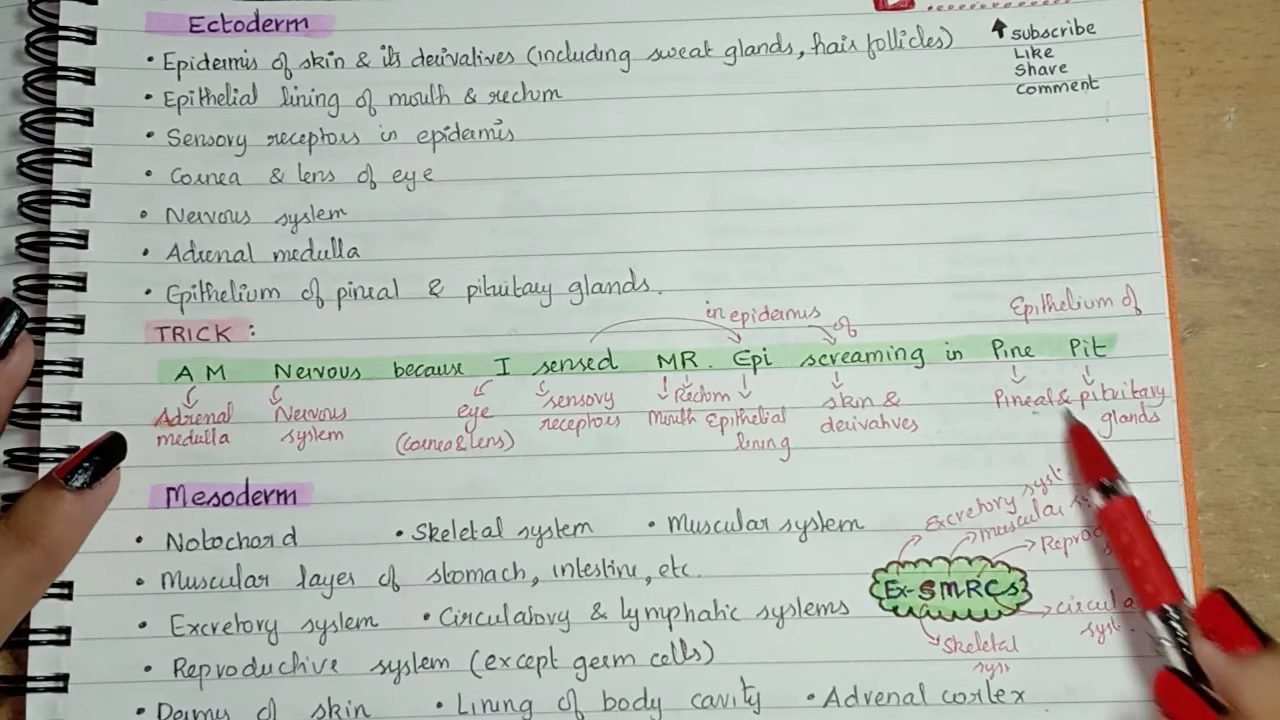 Ectoderm
• Epidermis of skin & its derivatives (including sweat glands, hair follicles)
• Epithelial lining of mouth & rectum
• Sensory receptors in epidermis
• Cornea & lens of eye
• Nervous system
• Adrenal medulla
• Epithelium of pineal & pituitary glands.
↑ subscribe
Like
Share
comment
TRICK :
in epidermis
of
Epithelium of
AM Nervous because I sensed MR. Epi screaming in Pine Pit
Adrenal medulla
Nervous system
eye (cornea & lens)
sensory receptors
Mouth
Rectum
Epithelial lining
skin & derivatives
Pineal & pituitary glands
Mesoderm
• Notochord • Skeletal system • Muscular system
• Muscular layer of stomach, intestine, etc.
• Excretory system • Circulatory & lymphatic systems
• Reproductive system (except germ cells)
• Dermis of skin • Lining of body cavity • Adrenal cortex
Excretory syst.
muscular
Ex-SMRCs
Skeletal
syst.